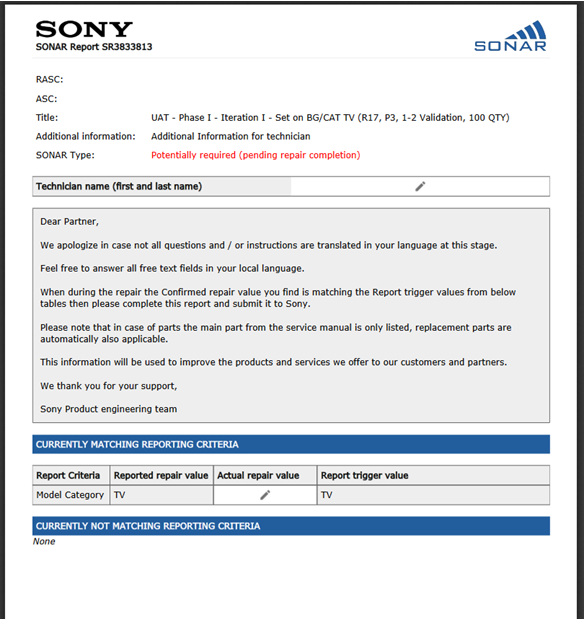 SONY
SONAR Report SR3833813
SONAR
RASC:
ASC:
Title: UAT - Phase I - Iteration I - Set on BG/CAT TV (R17, P3, 1-2 Validation, 100 QTY)
Additional information: Additional Information for technician
SONAR Type: Potentially required (pending repair completion)
Technician name (first and last name)
Dear Partner,
We apologize in case not all questions and / or instructions are translated in your language at this stage.
Feel free to answer all free text fields in your local language.
When during the repair the Confirmed repair value you find is matching the Report trigger values from below
tables then please complete this report and submit it to Sony.
Please note that in case of parts the main part from the service manual is only listed, replacement parts are
automatically also applicable.
This information will be used to improve the products and services we offer to our customers and partners.
We thank you for your support,
Sony Product engineering team
CURRENTLY MATCHING REPORTING CRITERIA
Report Criteria Reported repair value Actual repair value Report trigger value
Model Category TV TV
CURRENTLY NOT MATCHING REPORTING CRITERIA
None